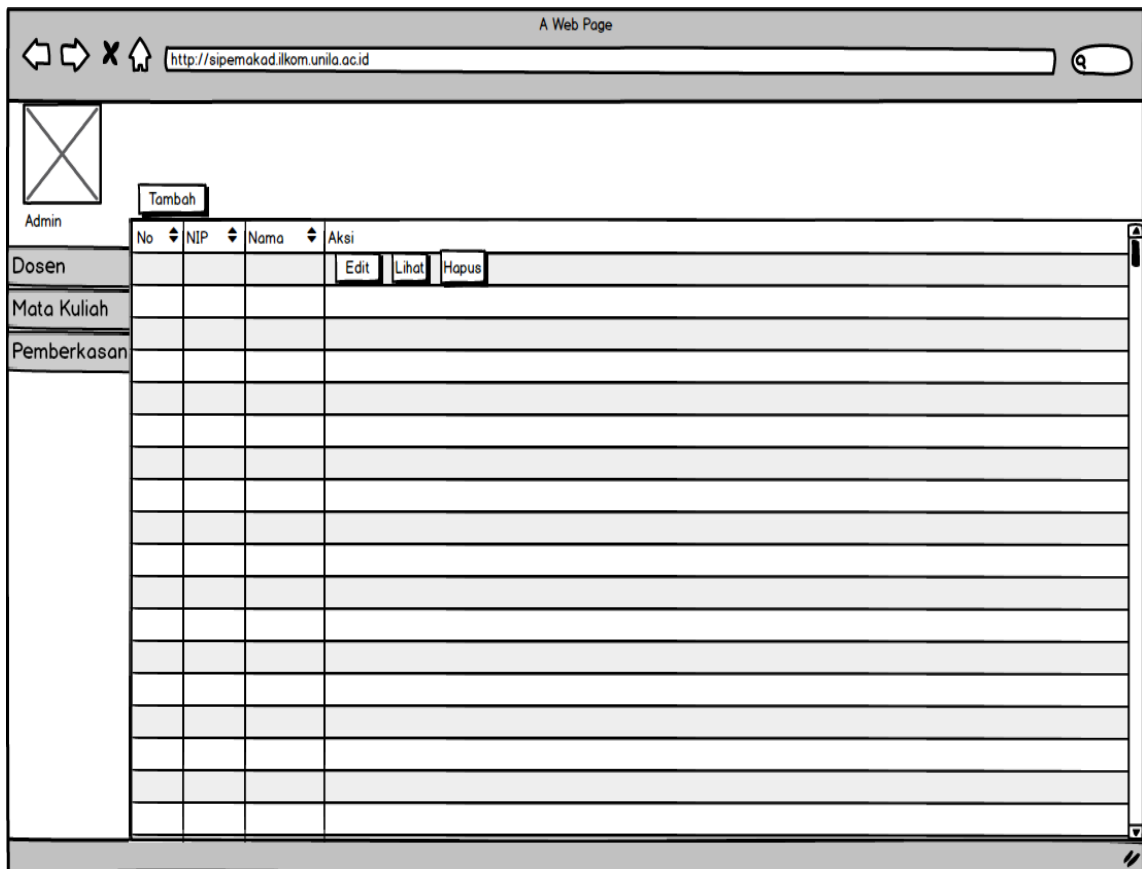 A Web Page
http://sipemakad.ilkom.unila.ac.id
Admin
Tambah
No NIP Nama Aksi
Edit Lihat Hapus
Dosen
Mata Kuliah
Pemberkasan